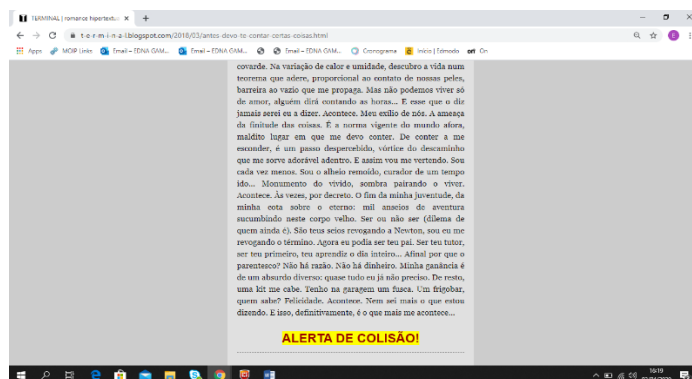 TERMINAL | romance hipertextu...
t-e-r-m-i-n-a-l.blogspot.com/2018/03/antes-devo-te-contar-certas-coisas.html
Apps MOIP Links Email – EDNA GAM... Email – EDNA GAM... Email – EDNA GAM... Cronograma Início | Edmodo On
covarde. Na variação de calor e umidade, descubro a vida num
teorema que adere, proporcional ao contato de nossas peles,
barreira ao vazio que me propaga. Mas não podemos viver só
de amor, alguém dirá contando as horas... E esse que o diz
jamais serei eu a dizer. Acontece. Meu exílio de nós. A ameaça
da finitude das coisas. É a norma vigente do mundo afora,
maldito lugar em que me devo conter. De conter a me
esconder, é um passo despercebido, vórtice do descaminho
que me sorve adorável adentro. E assim vou me vertendo. Sou
cada vez menos. Sou o alheio remoído, curador de um tempo
ido... Monumento do vivido, sombra pairando o viver.
Acontece. Às vezes, por decreto. O fim da minha juventude, da
minha cota sobre o eterno: mil anseios de aventura
sucumbindo neste corpo velho. Ser ou não ser (dilema de
quem ainda é). São teus seios revogando a Newton, sou eu me
revogando o término. Agora eu podia ser teu pai. Ser teu tutor,
ser teu primeiro, teu aprendiz o dia inteiro... Afinal por que o
parentesco? Não há razão. Não há dinheiro. Minha ganância é
de um absurdo diverso: quase tudo eu já não preciso. De resto,
uma kit me cabe. Tenho na garagem um fusca. Um frigobar,
quem sabe? Felicidade. Acontece. Nem sei mais o que estou
dizendo. E isso, definitivamente, é o que mais me acontece...
ALERTA DE COLISÃO!
16:19